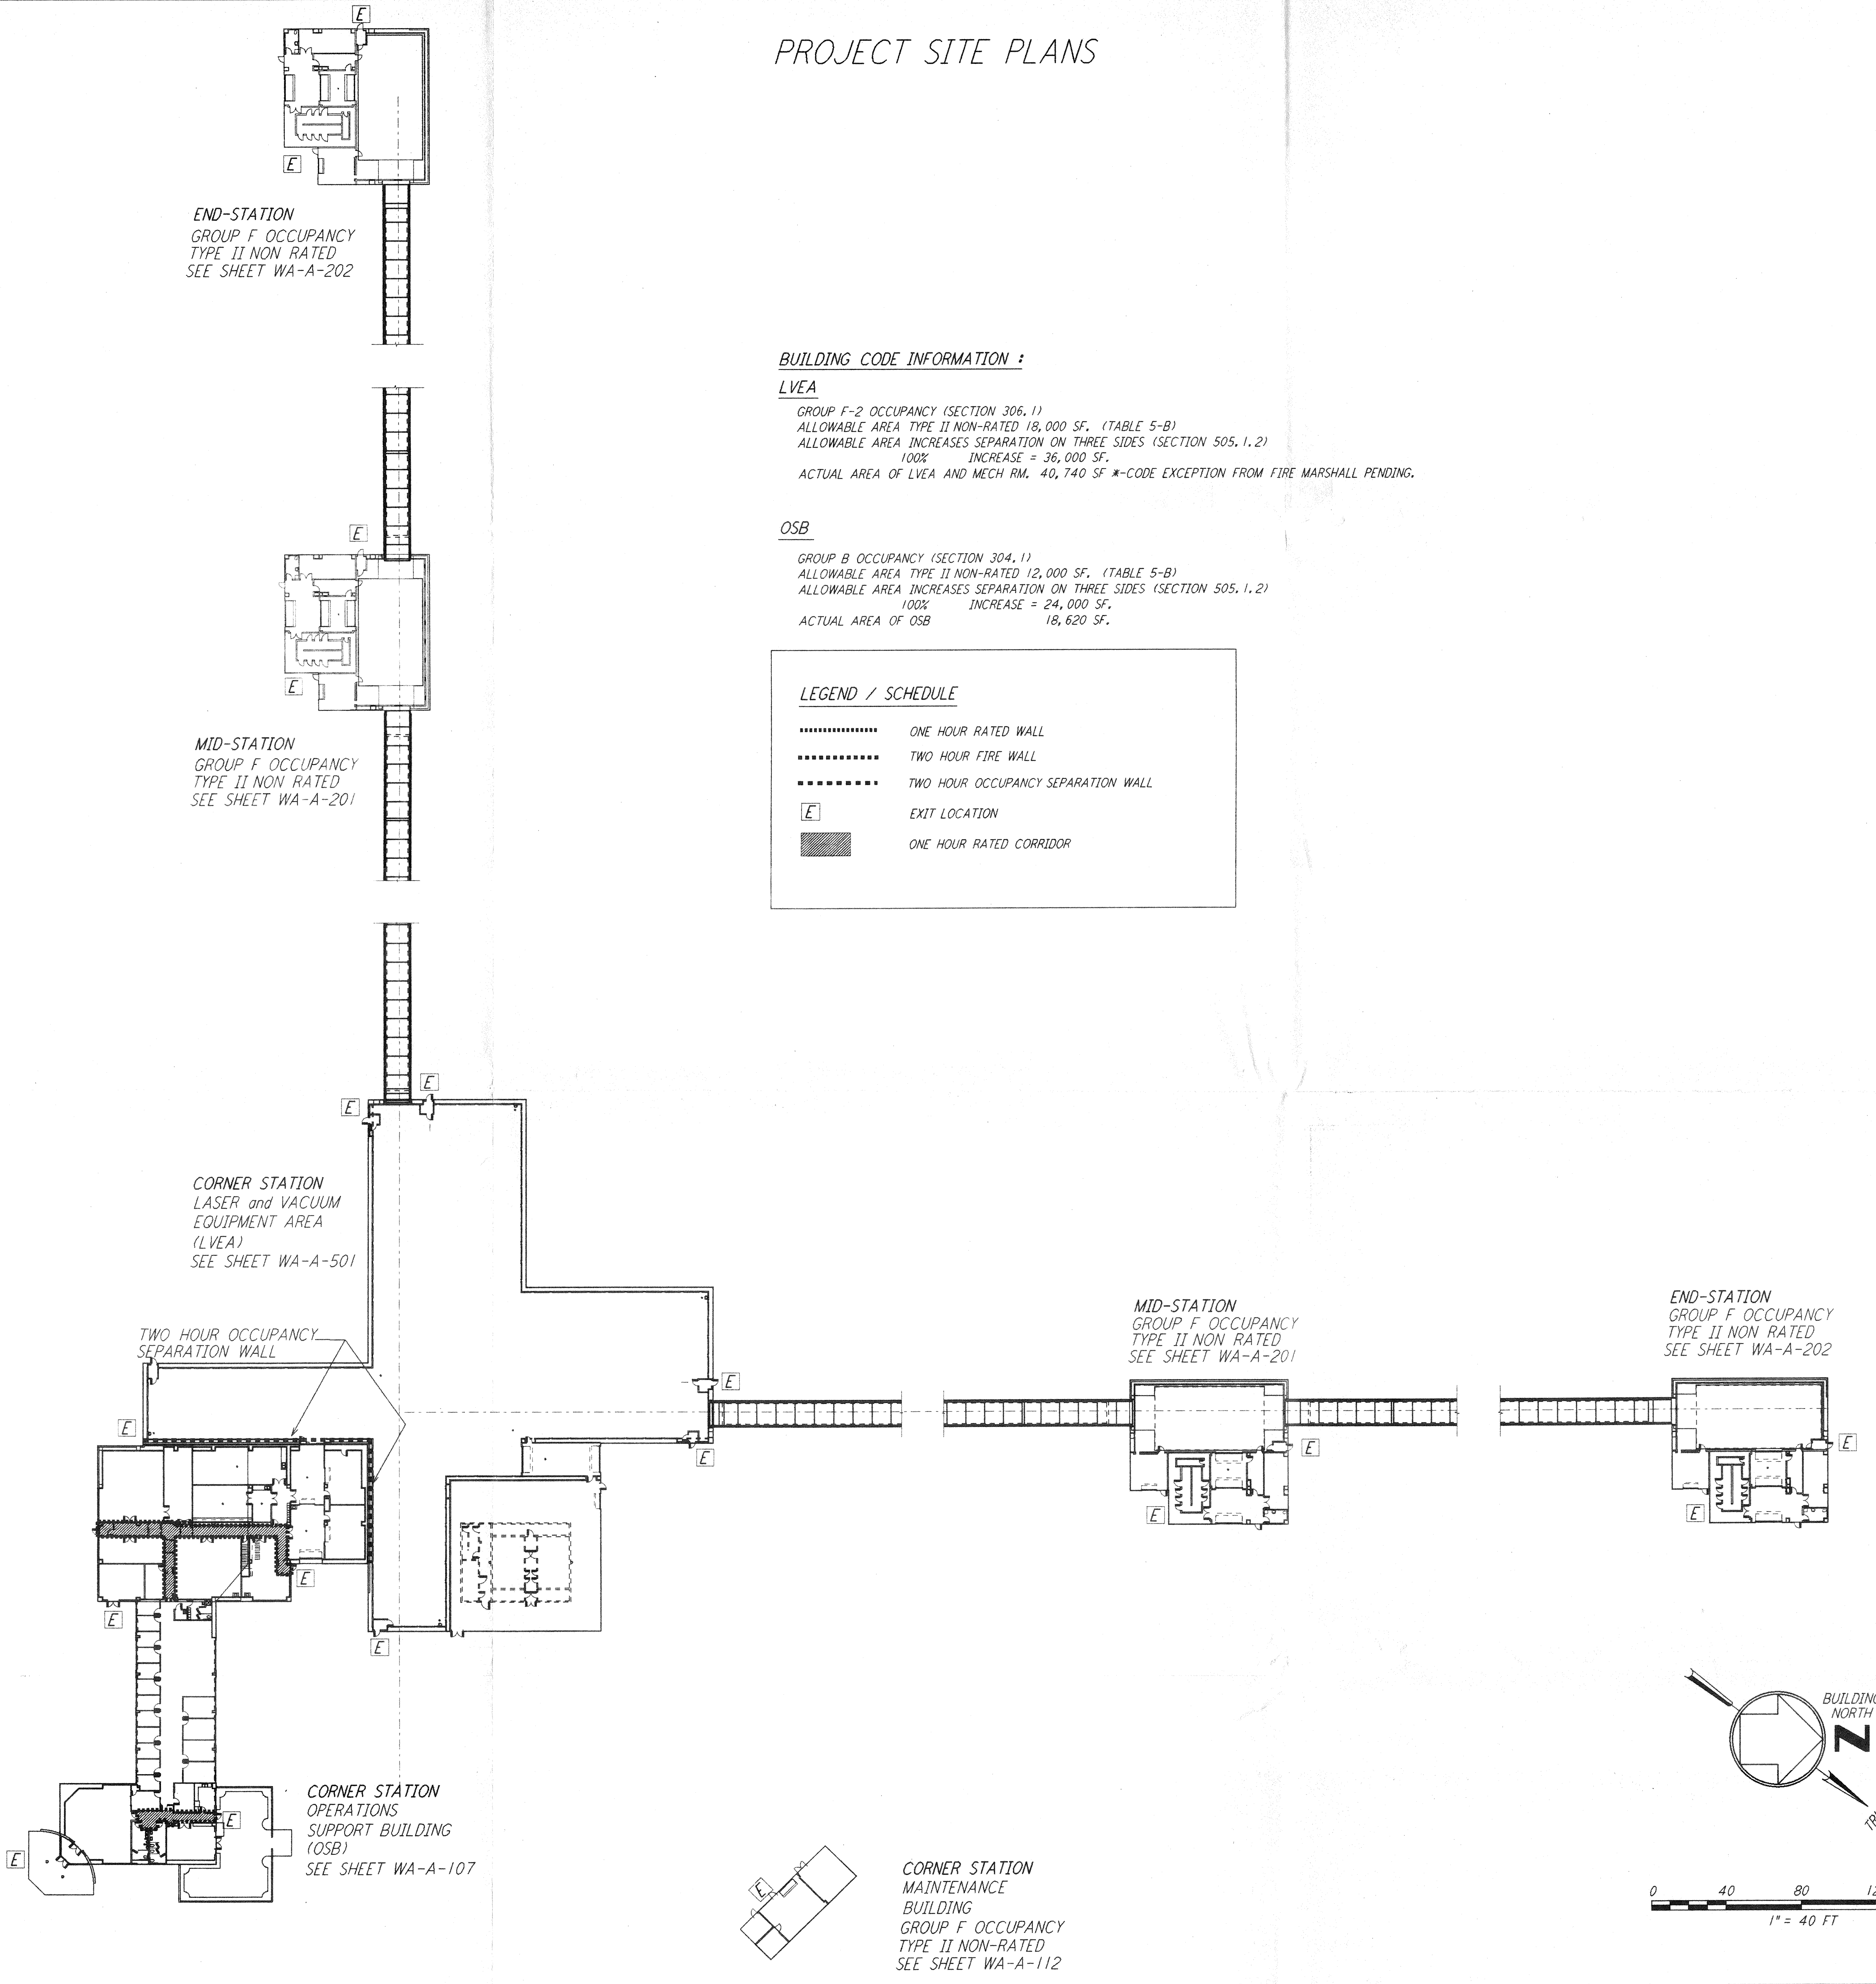 PROJECT SITE PLANS
E
E
END-STATION
GROUP F OCCUPANCY
TYPE II NON RATED
SEE SHEET WA-A-202
BUILDING CODE INFORMATION :
LVEA
GROUP F-2 OCCUPANCY (SECTION 306.1)
ALLOWABLE AREA TYPE II NON-RATED 18,000 SF. (TABLE 5-B)
ALLOWABLE AREA INCREASES SEPARATION ON THREE SIDES (SECTION 505.1.2)
100% INCREASE = 36,000 SF.
ACTUAL AREA OF LVEA AND MECH RM. 40,740 SF *-CODE EXCEPTION FROM FIRE MARSHALL PENDING.
OSB
GROUP B OCCUPANCY (SECTION 304.1)
ALLOWABLE AREA TYPE II NON-RATED 12,000 SF. (TABLE 5-B)
ALLOWABLE AREA INCREASES SEPARATION ON THREE SIDES (SECTION 505.1.2)
100% INCREASE = 24,000 SF.
ACTUAL AREA OF OSB 18,620 SF.
E
E
MID-STATION
GROUP F OCCUPANCY
TYPE II NON RATED
SEE SHEET WA-A-201
LEGEND / SCHEDULE
ONE HOUR RATED WALL
TWO HOUR FIRE WALL
TWO HOUR OCCUPANCY SEPARATION WALL
E EXIT LOCATION
ONE HOUR RATED CORRIDOR
E
E
CORNER STATION
LASER and VACUUM
EQUIPMENT AREA
(LVEA)
SEE SHEET WA-A-501
TWO HOUR OCCUPANCY
SEPARATION WALL
MID-STATION
GROUP F OCCUPANCY
TYPE II NON RATED
SEE SHEET WA-A-201
END-STATION
GROUP F OCCUPANCY
TYPE II NON RATED
SEE SHEET WA-A-202
E
E
E
E
E
E
E
E
E
E
CORNER STATION
OPERATIONS
SUPPORT BUILDING
(OSB)
SEE SHEET WA-A-107
E
E
E
CORNER STATION
MAINTENANCE
BUILDING
GROUP F OCCUPANCY
TYPE II NON-RATED
SEE SHEET WA-A-112
BUILDING
NORTH
N
0 40 80
1" = 40 FT